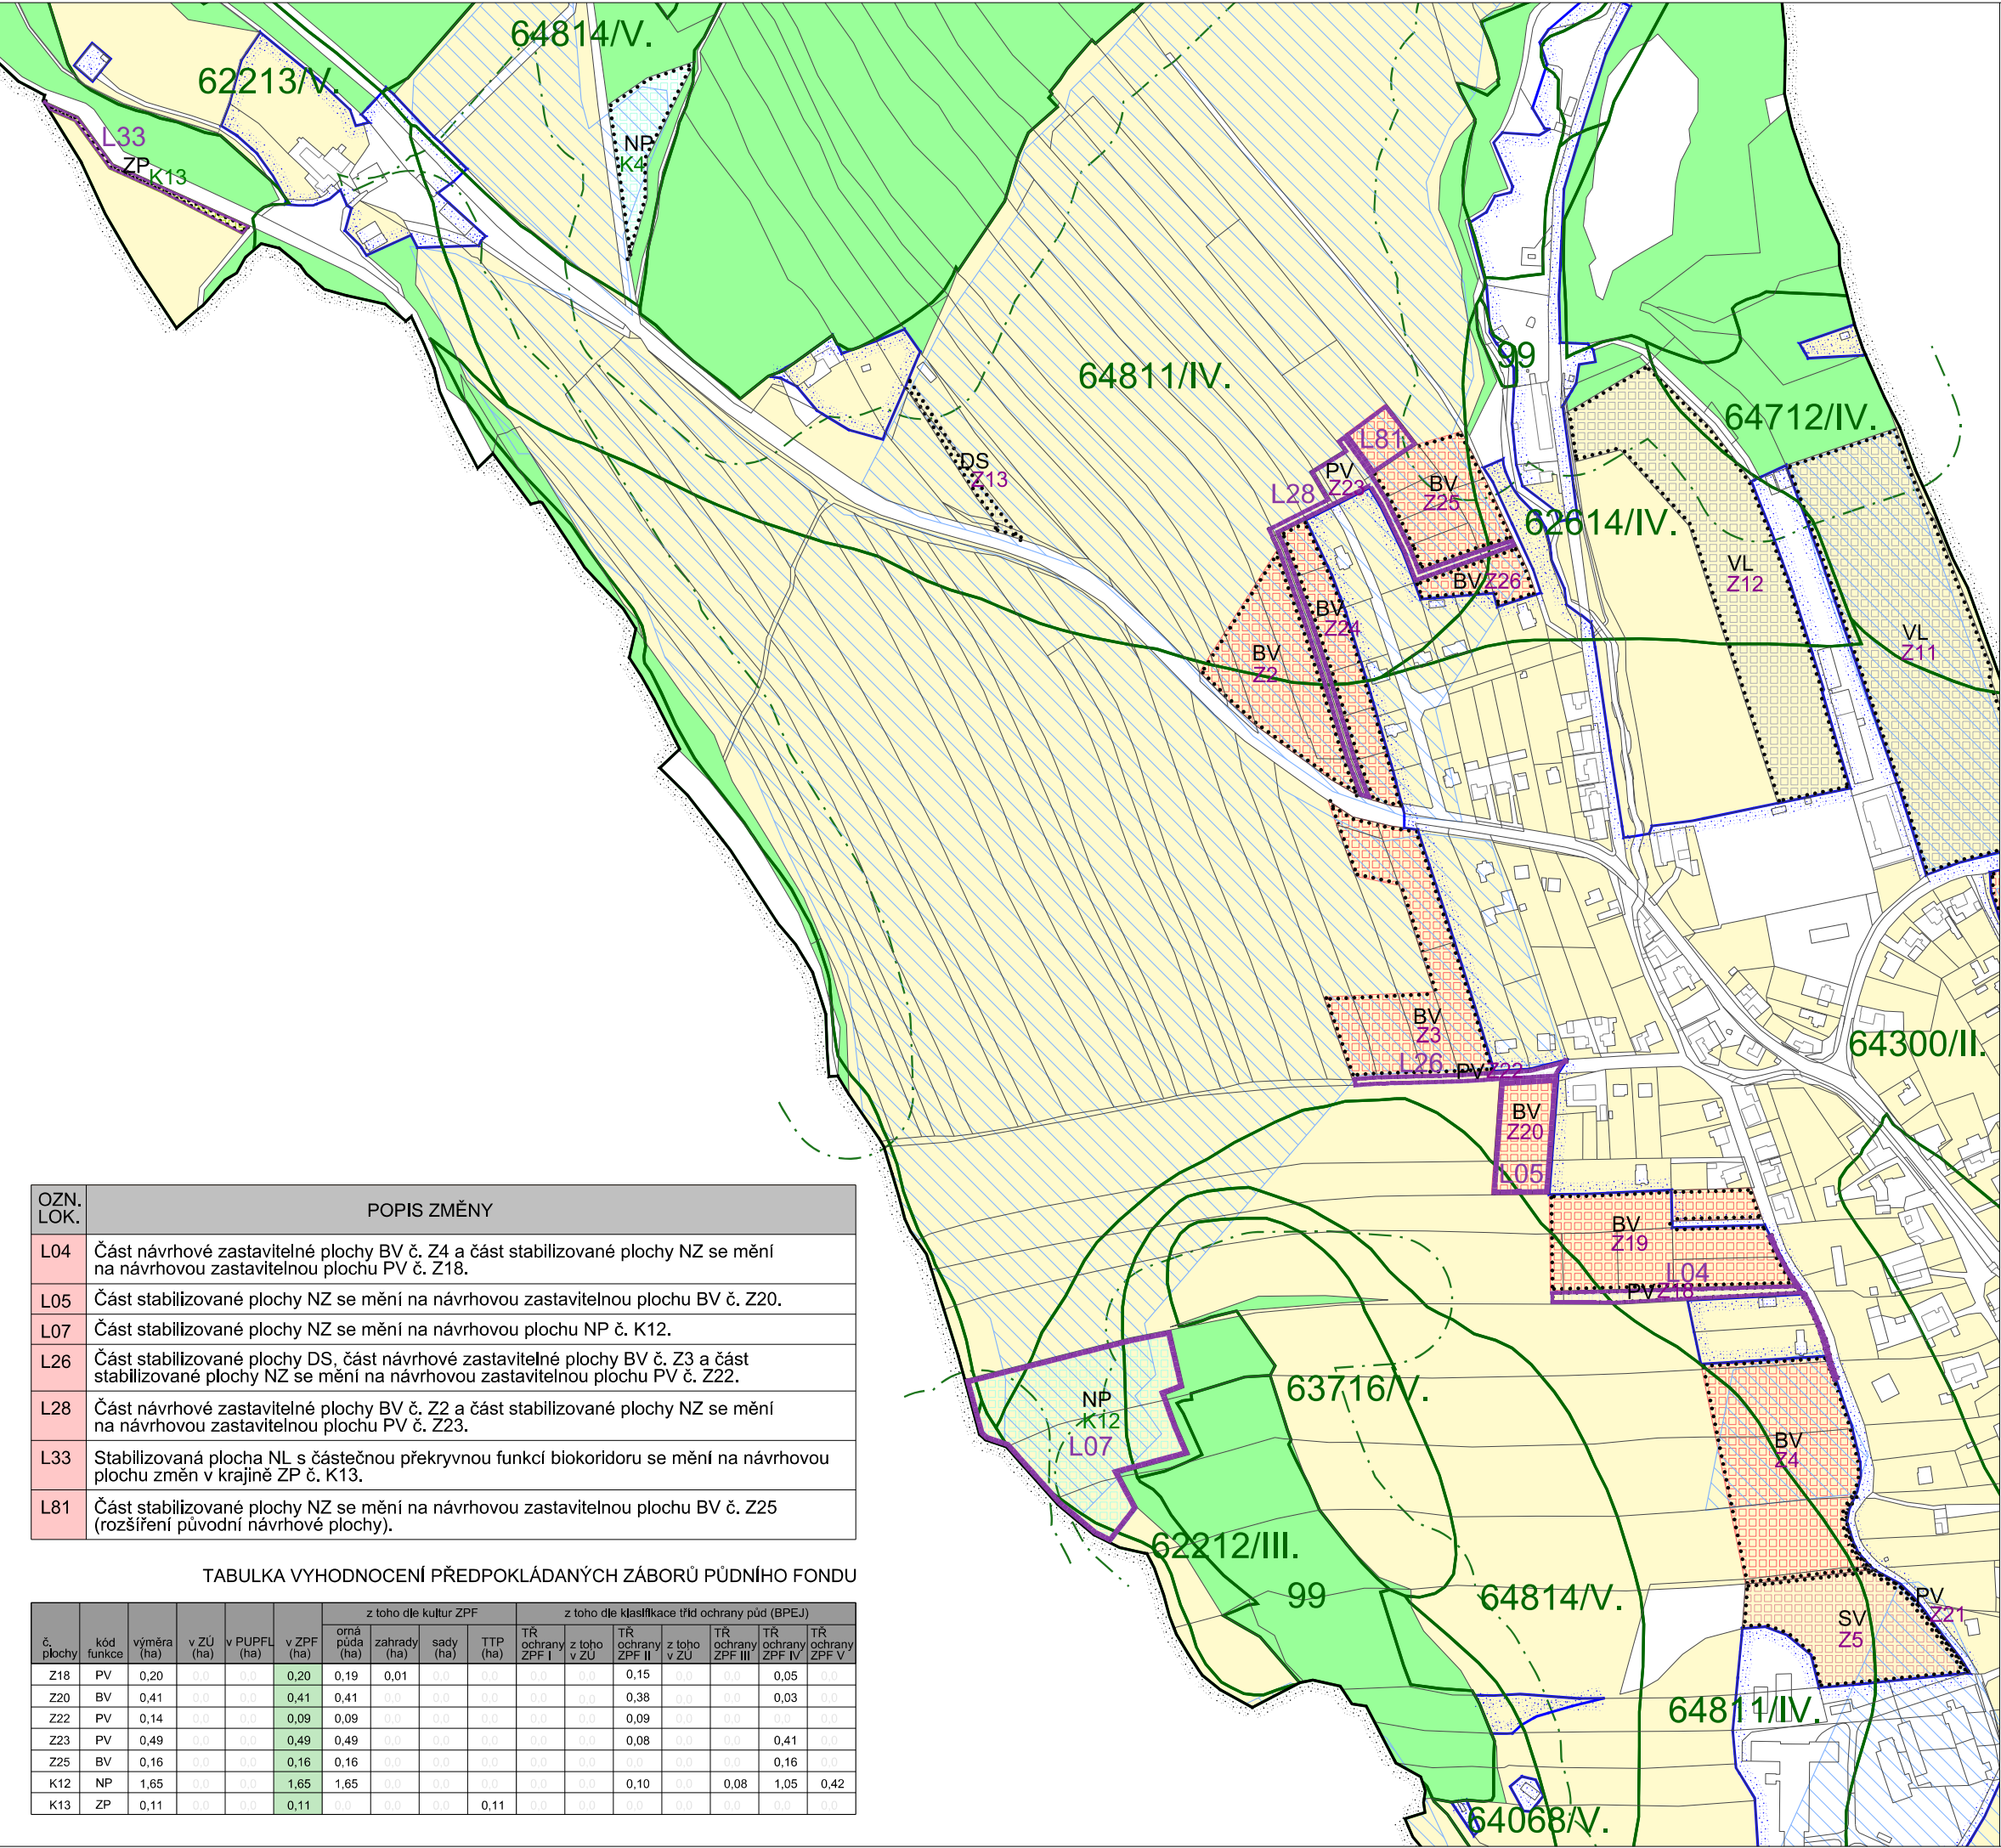 64814/V.
62213/V.
L33
ZP
K13
NP
K4
64811/IV.
99
64712/IV.
L81
DS
Z13
PV
Z23
L28
BV
Z25
62614/IV.
BV Z26
VL
Z12
BV
Z24
BV
Z2
VL
Z11
BV
Z3
L26
PV Z22
64300/II.
BV
Z20
L05
BV
Z19
L04
PV Z18
63716/V.
NP
K12
L07
BV
Z4
62212/III.
99
64814/V.
PV
Z21
SV
Z5
64811/IV.
64068/V.
OZN. LOK. POPIS ZMĚNY
L04 Část návrhové zastavitelné plochy BV č. Z4 a část stabilizované plochy NZ se mění
na návrhovou zastavitelnou plochu PV č. Z18.
L05 Část stabilizované plochy NZ se mění na návrhovou zastavitelnou plochu BV č. Z20.
L07 Část stabilizované plochy NZ se mění na návrhovou plochu NP č. K12.
L26 Část stabilizované plochy DS, část návrhové zastavitelné plochy BV č. Z3 a část
stabilizované plochy NZ se mění na návrhovou zastavitelnou plochu PV č. Z22.
L28 Část návrhové zastavitelné plochy BV č. Z2 a část stabilizované plochy NZ se mění
na návrhovou zastavitelnou plochu PV č. Z23.
L33 Stabilizovaná plocha NL s částečnou překryvnou funkcí biokoridoru se mění na návrhovou
plochu změn v krajině ZP č. K13.
L81 Část stabilizované plochy NZ se mění na návrhovou zastavitelnou plochu BV č. Z25
(rozšíření původní návrhové plochy).
TABULKA VYHODNOCENÍ PŘEDPOKLÁDANÝCH ZÁBORŮ PŮDNÍHO FONDU
z toho dle kultur ZPF z toho dle klasifikace tříd ochrany půd (BPEJ)
č. plochy kód funkce výměra (ha) v ZÚ (ha) v PUPFL (ha) v ZPF (ha) orná půda (ha) zahrady (ha) sady (ha) TTP (ha) TŘ ochrany ZPF I z toho v ZÚ TŘ ochrany ZPF II z toho v ZÚ TŘ ochrany ZPF III TŘ ochrany ZPF IV TŘ ochrany ZPF V
Z18 PV 0,20 0,0 0,0 0,20 0,19 0,01 0,0 0,0 0,0 0,0 0,15 0,0 0,0 0,05 0,0
Z20 BV 0,41 0,0 0,0 0,41 0,41 0,0 0,0 0,0 0,0 0,0 0,38 0,0 0,0 0,03 0,0
Z22 PV 0,14 0,0 0,0 0,09 0,09 0,0 0,0 0,0 0,0 0,0 0,09 0,0 0,0 0,0 0,0
Z23 PV 0,49 0,0 0,0 0,49 0,49 0,0 0,0 0,0 0,0 0,0 0,08 0,0 0,0 0,41 0,0
Z25 BV 0,16 0,0 0,0 0,16 0,16 0,0 0,0 0,0 0,0 0,0 0,0 0,0 0,0 0,16 0,0
K12 NP 1,65 0,0 0,0 1,65 1,65 0,0 0,0 0,0 0,0 0,0 0,10 0,0 0,08 1,05 0,42
K13 ZP 0,11 0,0 0,0 0,11 0,0 0,0 0,0 0,11 0,0 0,0 0,0 0,0 0,0 0,0 0,0